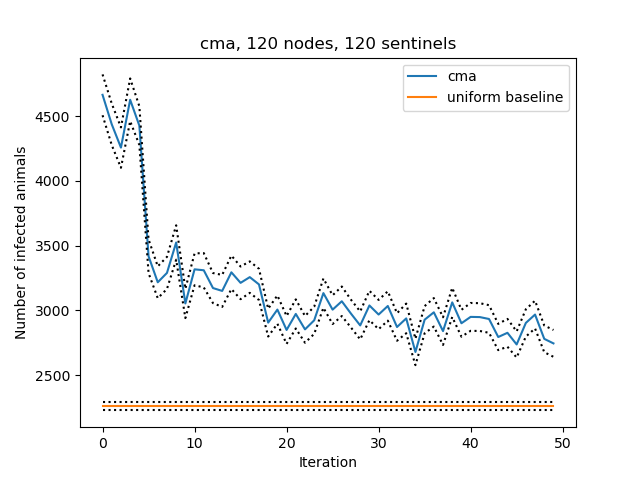 cma, 120 nodes, 120 sentinels
cma
uniform baseline
Number of infected animals
4500
4000
3500
3000
2500
0 10 20 30 40 50
Iteration